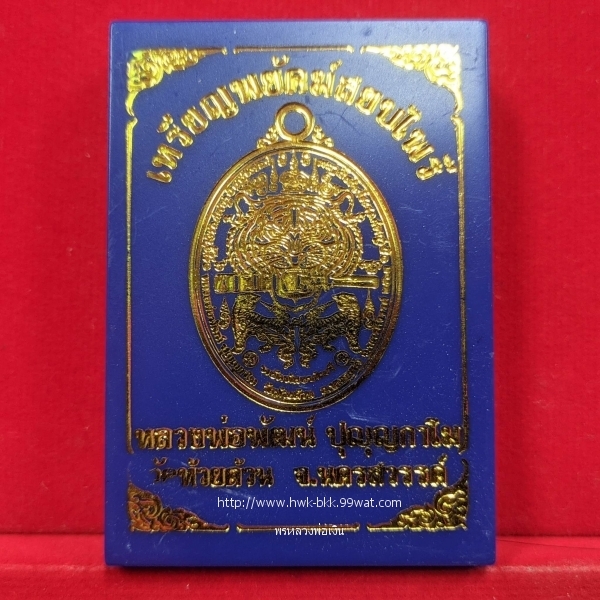 เหรียญพยัคฆ์สยบไพรี
หลวงพ่อพัฒน์ ปุญฺญกาโม
วัดห้วยด้วน จ.นครสวรรค์
http://www.hwk-bkk.99wat.com
พรหลวงพ่อเงิน